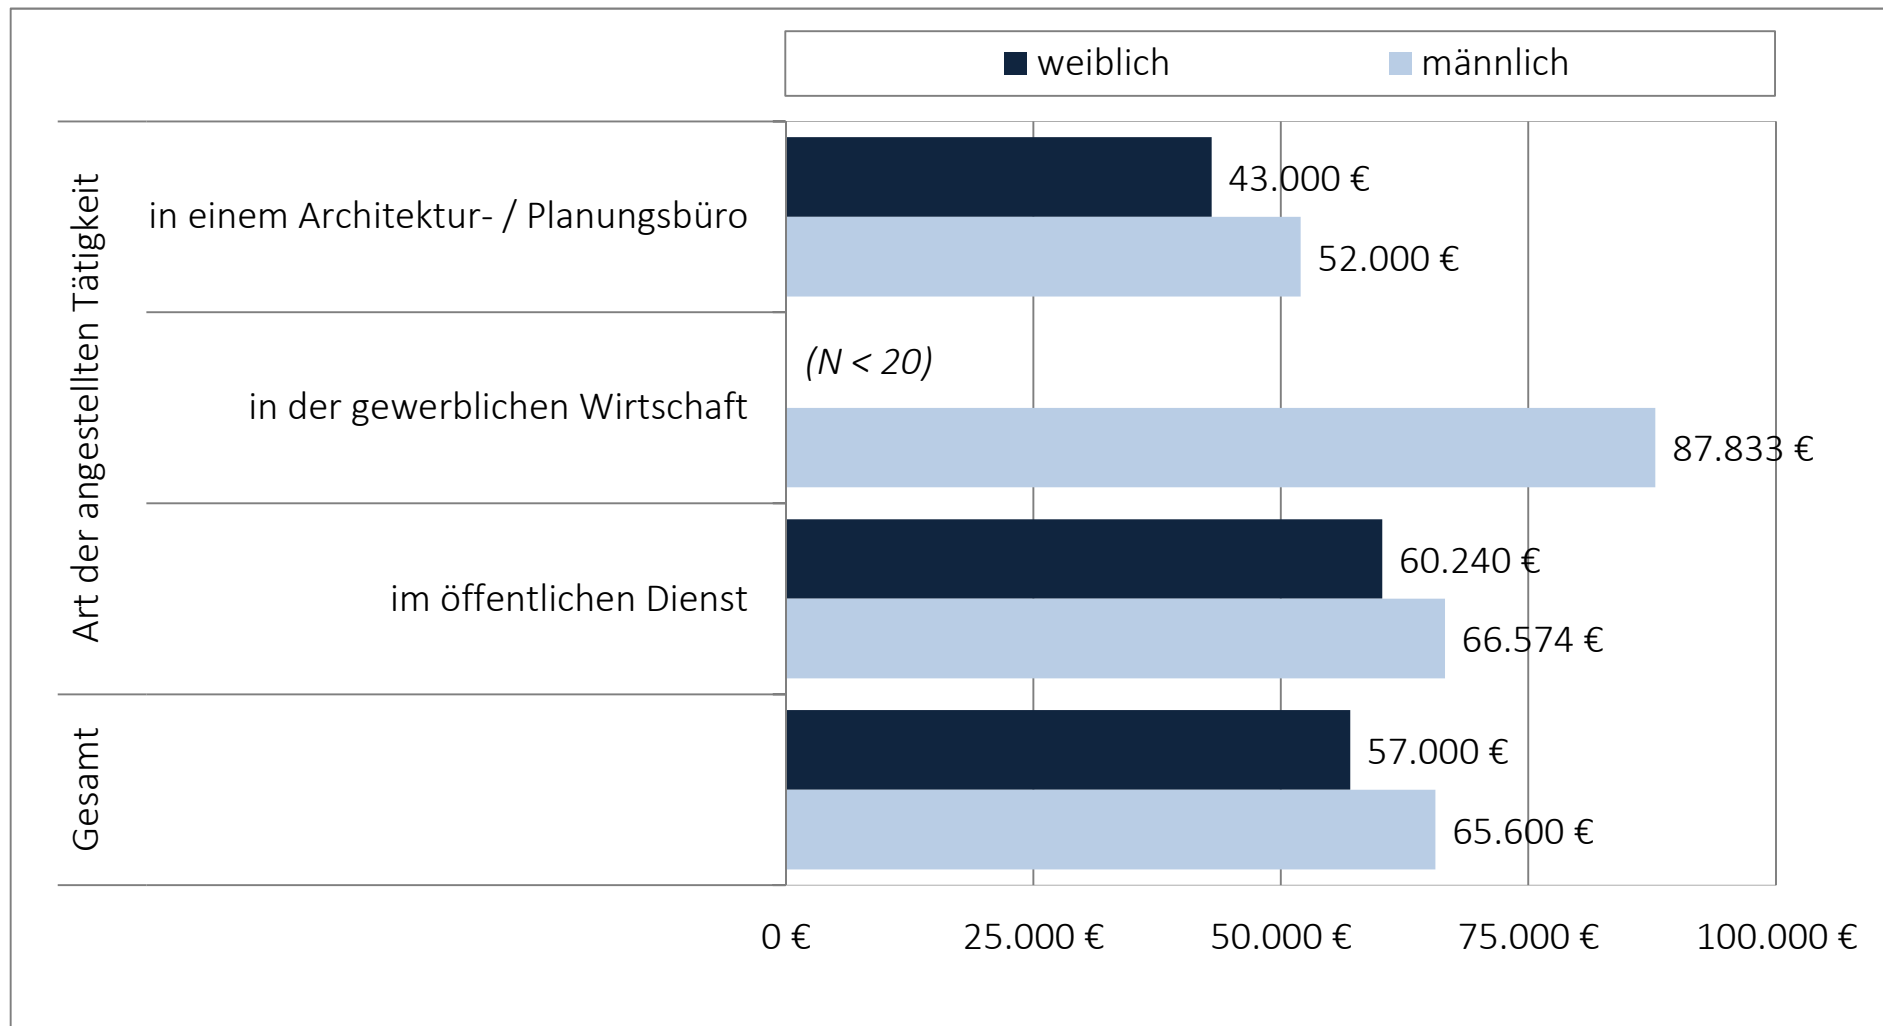 weiblich männlich
Art der angestellten Tätigkeit
in einem Architektur- / Planungsbüro
43.000 €
52.000 €
in der gewerblichen Wirtschaft
(N < 20)
87.833 €
im öffentlichen Dienst
60.240 €
66.574 €
Gesamt
57.000 €
65.600 €
0 € 25.000 € 50.000 € 75.000 € 100.000 €